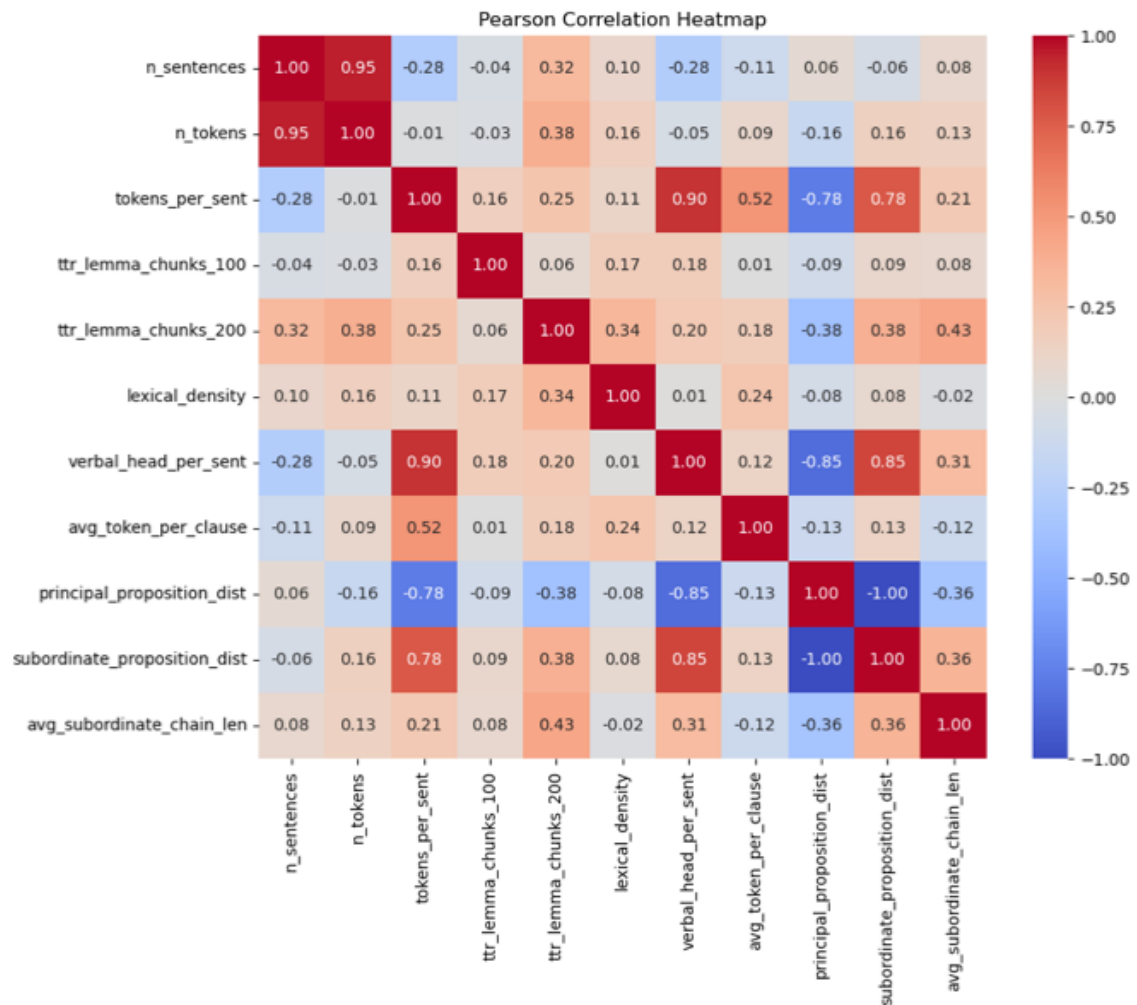 Pearson Correlation Heatmap
n_sentences 1.00 0.95 -0.28 -0.04 0.32 0.10 -0.28 -0.11 0.06 -0.06 0.08
n_tokens 0.95 1.00 -0.01 -0.03 0.38 0.16 -0.05 0.09 -0.16 0.16 0.13
tokens_per_sent -0.28 -0.01 1.00 0.16 0.25 0.11 0.90 0.52 -0.78 0.78 0.21
ttr_lemma_chunks_100 -0.04 -0.03 0.16 1.00 0.06 0.17 0.18 0.01 -0.09 0.09 0.08
ttr_lemma_chunks_200 0.32 0.38 0.25 0.06 1.00 0.34 0.20 0.18 -0.38 0.38 0.43
lexical_density 0.10 0.16 0.11 0.17 0.34 1.00 0.01 0.24 -0.08 0.08 -0.02
verbal_head_per_sent -0.28 -0.05 0.90 0.18 0.20 0.01 1.00 0.12 -0.85 0.85 0.31
avg_token_per_clause -0.11 0.09 0.52 0.01 0.18 0.24 0.12 1.00 -0.13 0.13 -0.12
principal_proposition_dist 0.06 -0.16 -0.78 -0.09 -0.38 -0.08 -0.85 -0.13 1.00 -1.00 -0.36
subordinate_proposition_dist -0.06 0.16 0.78 0.09 0.38 0.08 0.85 0.13 -1.00 1.00 0.36
avg_subordinate_chain_len 0.08 0.13 0.21 0.08 0.43 -0.02 0.31 -0.12 -0.36 0.36 1.00
n_sentences
n_tokens
tokens_per_sent
ttr_lemma_chunks_100
ttr_lemma_chunks_200
lexical_density
verbal_head_per_sent
avg_token_per_clause
principal_proposition_dist
subordinate_proposition_dist
avg_subordinate_chain_len
1.00
0.75
0.50
0.25
0.00
−0.25
−0.50
−0.75
−1.00